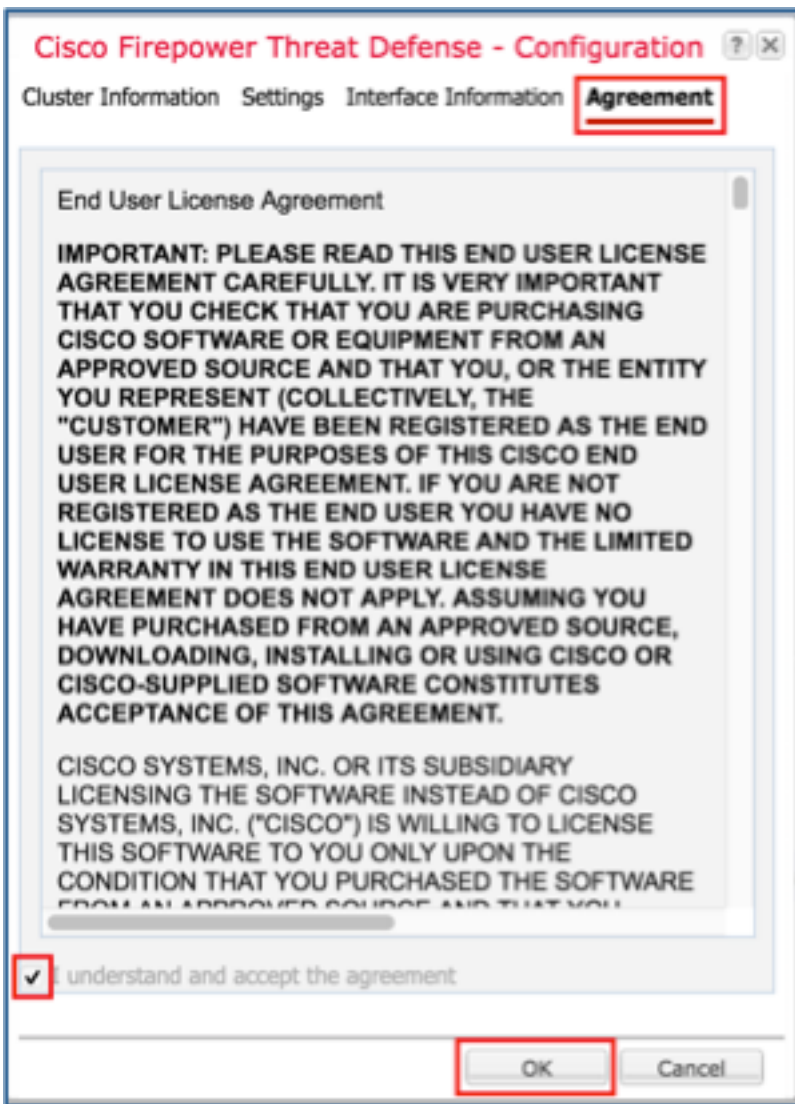 Cisco Firepower Threat Defense - Configuration ? X
Cluster Information Settings Interface Information Agreement
End User License Agreement
IMPORTANT: PLEASE READ THIS END USER LICENSE
AGREEMENT CAREFULLY. IT IS VERY IMPORTANT
THAT YOU CHECK THAT YOU ARE PURCHASING
CISCO SOFTWARE OR EQUIPMENT FROM AN
APPROVED SOURCE AND THAT YOU, OR THE ENTITY
YOU REPRESENT (COLLECTIVELY, THE
"CUSTOMER") HAVE BEEN REGISTERED AS THE END
USER FOR THE PURPOSES OF THIS CISCO END
USER LICENSE AGREEMENT. IF YOU ARE NOT
REGISTERED AS THE END USER YOU HAVE NO
LICENSE TO USE THE SOFTWARE AND THE LIMITED
WARRANTY IN THIS END USER LICENSE
AGREEMENT DOES NOT APPLY. ASSUMING YOU
HAVE PURCHASED FROM AN APPROVED SOURCE,
DOWNLOADING, INSTALLING OR USING CISCO OR
CISCO-SUPPLIED SOFTWARE CONSTITUTES
ACCEPTANCE OF THIS AGREEMENT.
CISCO SYSTEMS, INC. OR ITS SUBSIDIARY
LICENSING THE SOFTWARE INSTEAD OF CISCO
SYSTEMS, INC. ("CISCO") IS WILLING TO LICENSE
THIS SOFTWARE TO YOU ONLY UPON THE
CONDITION THAT YOU PURCHASED THE SOFTWARE
FROM AN APPROVED SOURCE AND THAT YOU
I understand and accept the agreement
OK Cancel